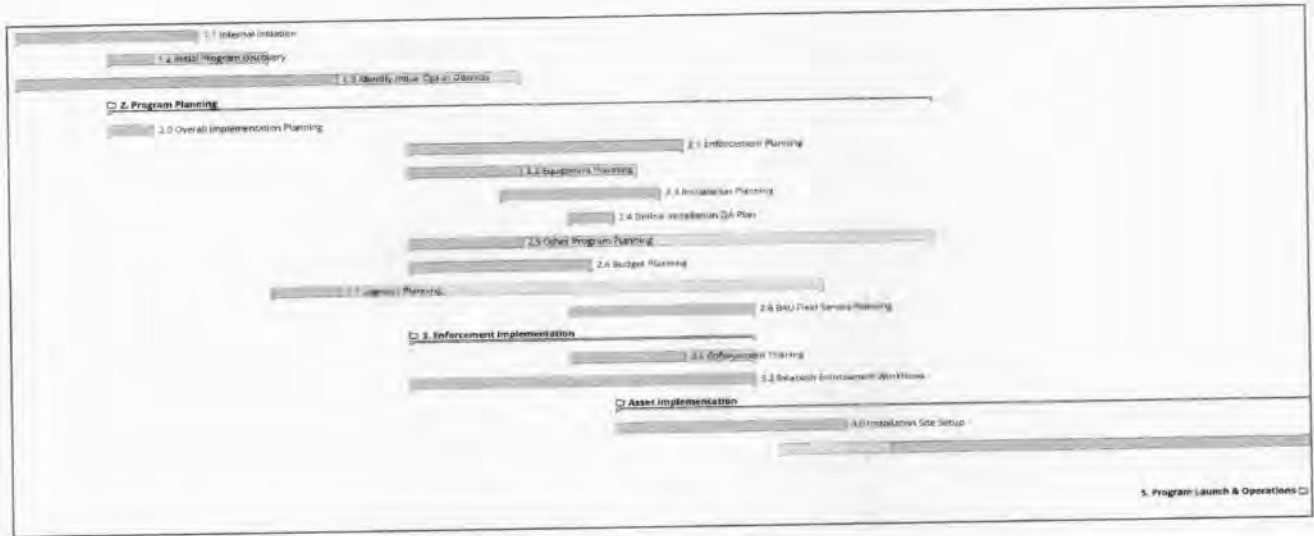 1.1 Internal Initiation
1.2 Initial Program Discovery
1.3 Identify Initial Opt-in Districts
2. Program Planning
2.0 Overall Implementation Planning
2.1 Enforcement Planning
2.2 Equipment Planning
2.3 Installation Planning
2.4 Online Installation QA Plan
2.5 Other Program Planning
2.6 Budget Planning
Planning
2.8 BAU Field Service Planning
3. Enforcement Implementation
3.1 Enforcement Training
3.2 Establish Enforcement Workflows
Asset Implementation
4.0 Installation Site Setup
5. Program Launch & Operations